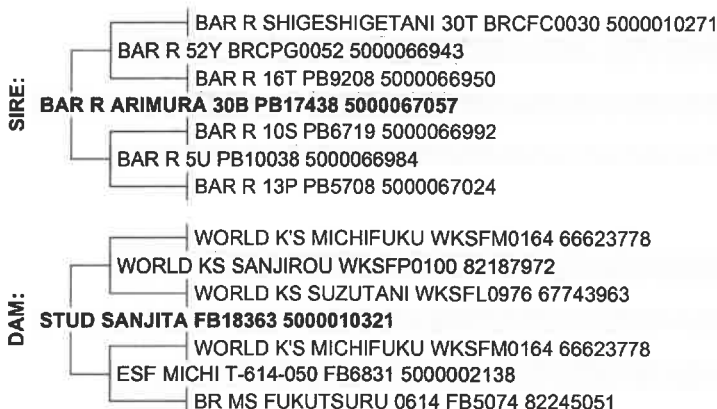 SIRE:
BAR R SHIGESHIGETANI 30T BRCFC0030 5000010271
BAR R 52Y BRCPG0052 5000066943
BAR R 16T PB9208 5000066950
BAR R ARIMURA 30B PB17438 5000067057
BAR R 10S PB6719 5000066992
BAR R 5U PB10038 5000066984
BAR R 13P PB5708 5000067024
DAM:
WORLD K'S MICHIFUKU WKSFM0164 66623778
WORLD KS SANJIROU WKSFP0100 82187972
WORLD KS SUZUTANI WKSFL0976 67743963
STUD SANJITA FB18363 5000010321
WORLD K'S MICHIFUKU WKSFM0164 66623778
ESF MICHI T-614-050 FB6831 5000002138
BR MS FUKUTSURU 0614 FB5074 82245051